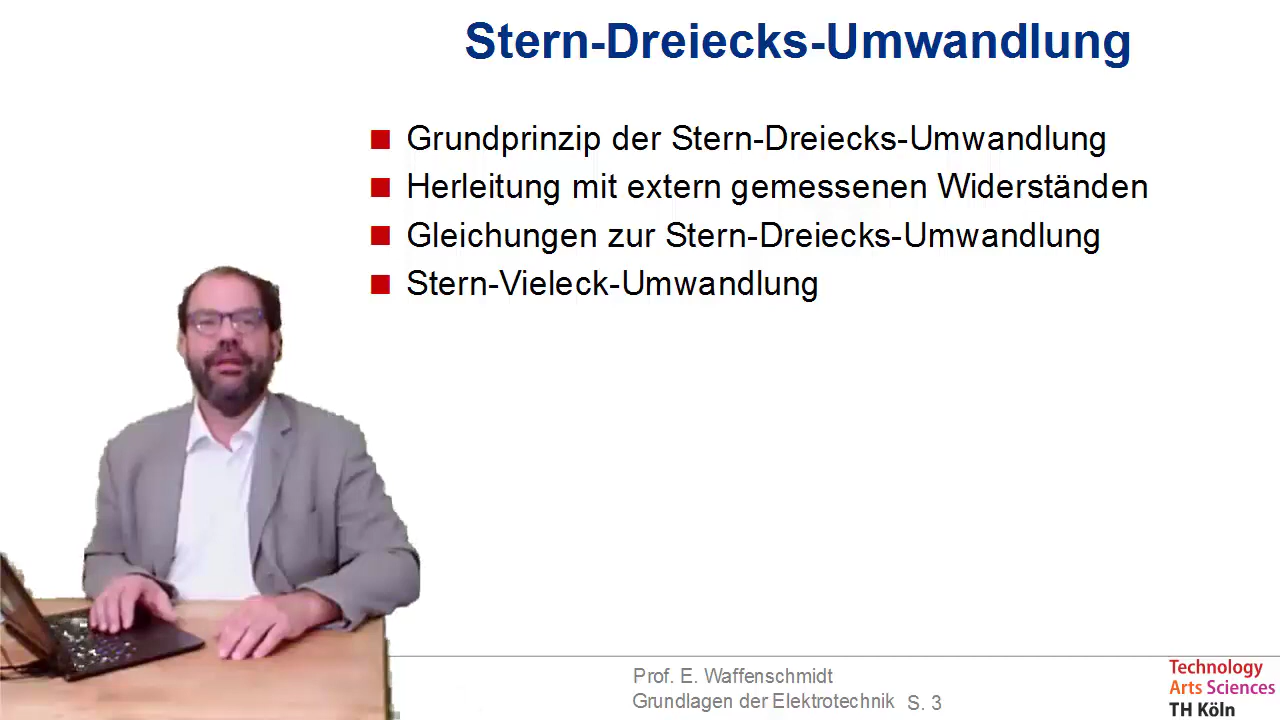 Stern-Dreiecks-Umwandlung
Grundprinzip der Stern-Dreiecks-Umwandlung
Herleitung mit extern gemessenen Widerständen
Gleichungen zur Stern-Dreiecks-Umwandlung
Stern-Vieleck-Umwandlung
Prof. E. Waffenschmidt
Grundlagen der Elektrotechnik S. 3
Technology
Arts Sciences
TH Köln